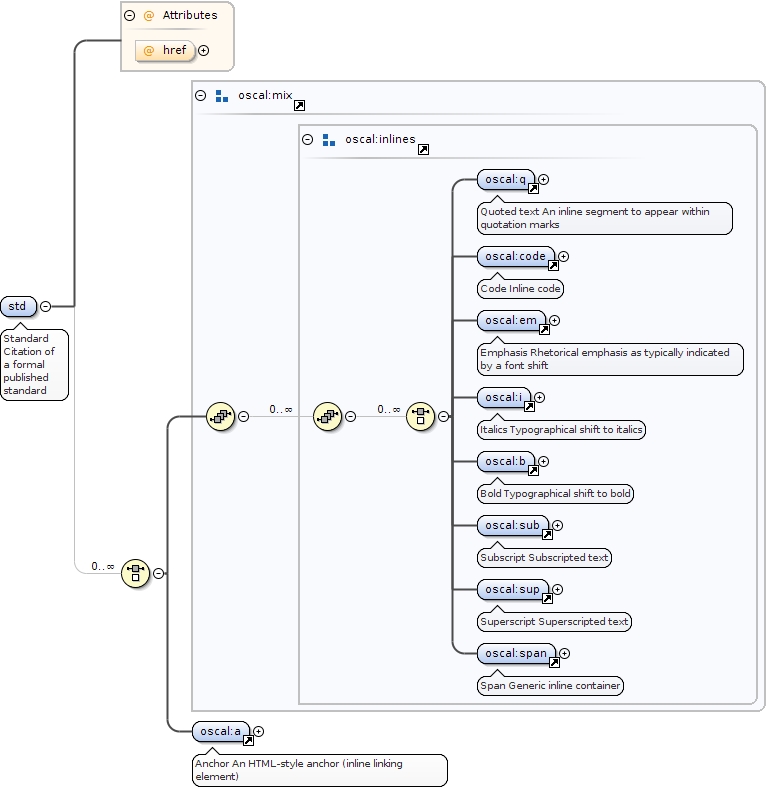 Attributes
@ href
oscal:mix
oscal:inlines
oscal:q
Quoted text An inline segment to appear within
quotation marks
oscal:code
Code Inline code
std
Standard
Citation of
a formal
published
standard
oscal:em
Emphasis Rhetorical emphasis as typically indicated
by a font shift
oscal:i
Italics Typographical shift to italics
0..∞
0..∞
oscal:b
Bold Typographical shift to bold
oscal:sub
Subscript Subscripted text
0..∞
oscal:sup
Superscript Superscripted text
oscal:span
Span Generic inline container
oscal:a
Anchor An HTML-style anchor (inline linking
element)